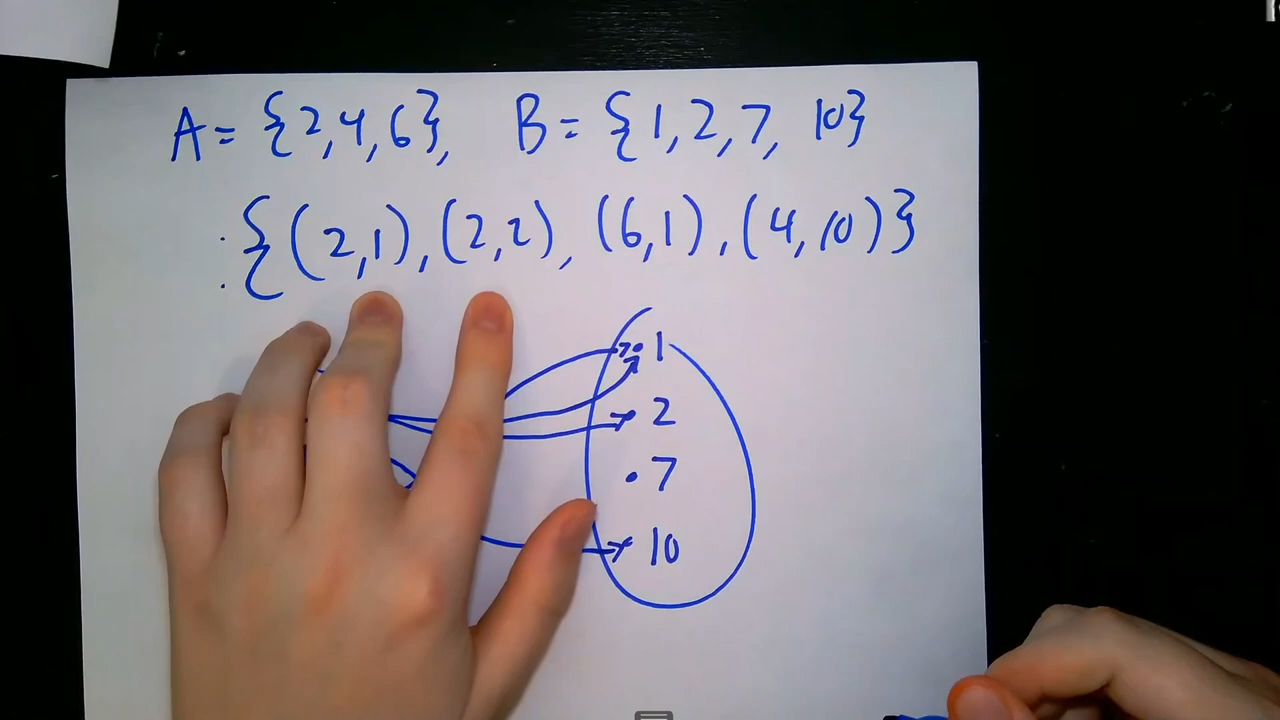 A = {2,4,6}, B = {1,2,7, 10}
: {(2,1), (2,2), (6,1), (4,10)}
1
2
7
10